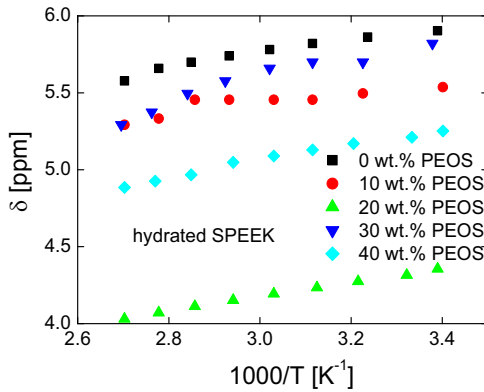 6.0
5.5
5.0
4.5
4.0
δ [ppm]
0 wt.% PEOS
10 wt.% PEOS
20 wt.% PEOS
30 wt.% PEOS
40 wt.% PEOS
hydrated SPEEK
2.6 2.8 3.0 3.2 3.4
1000/T [K⁻¹]